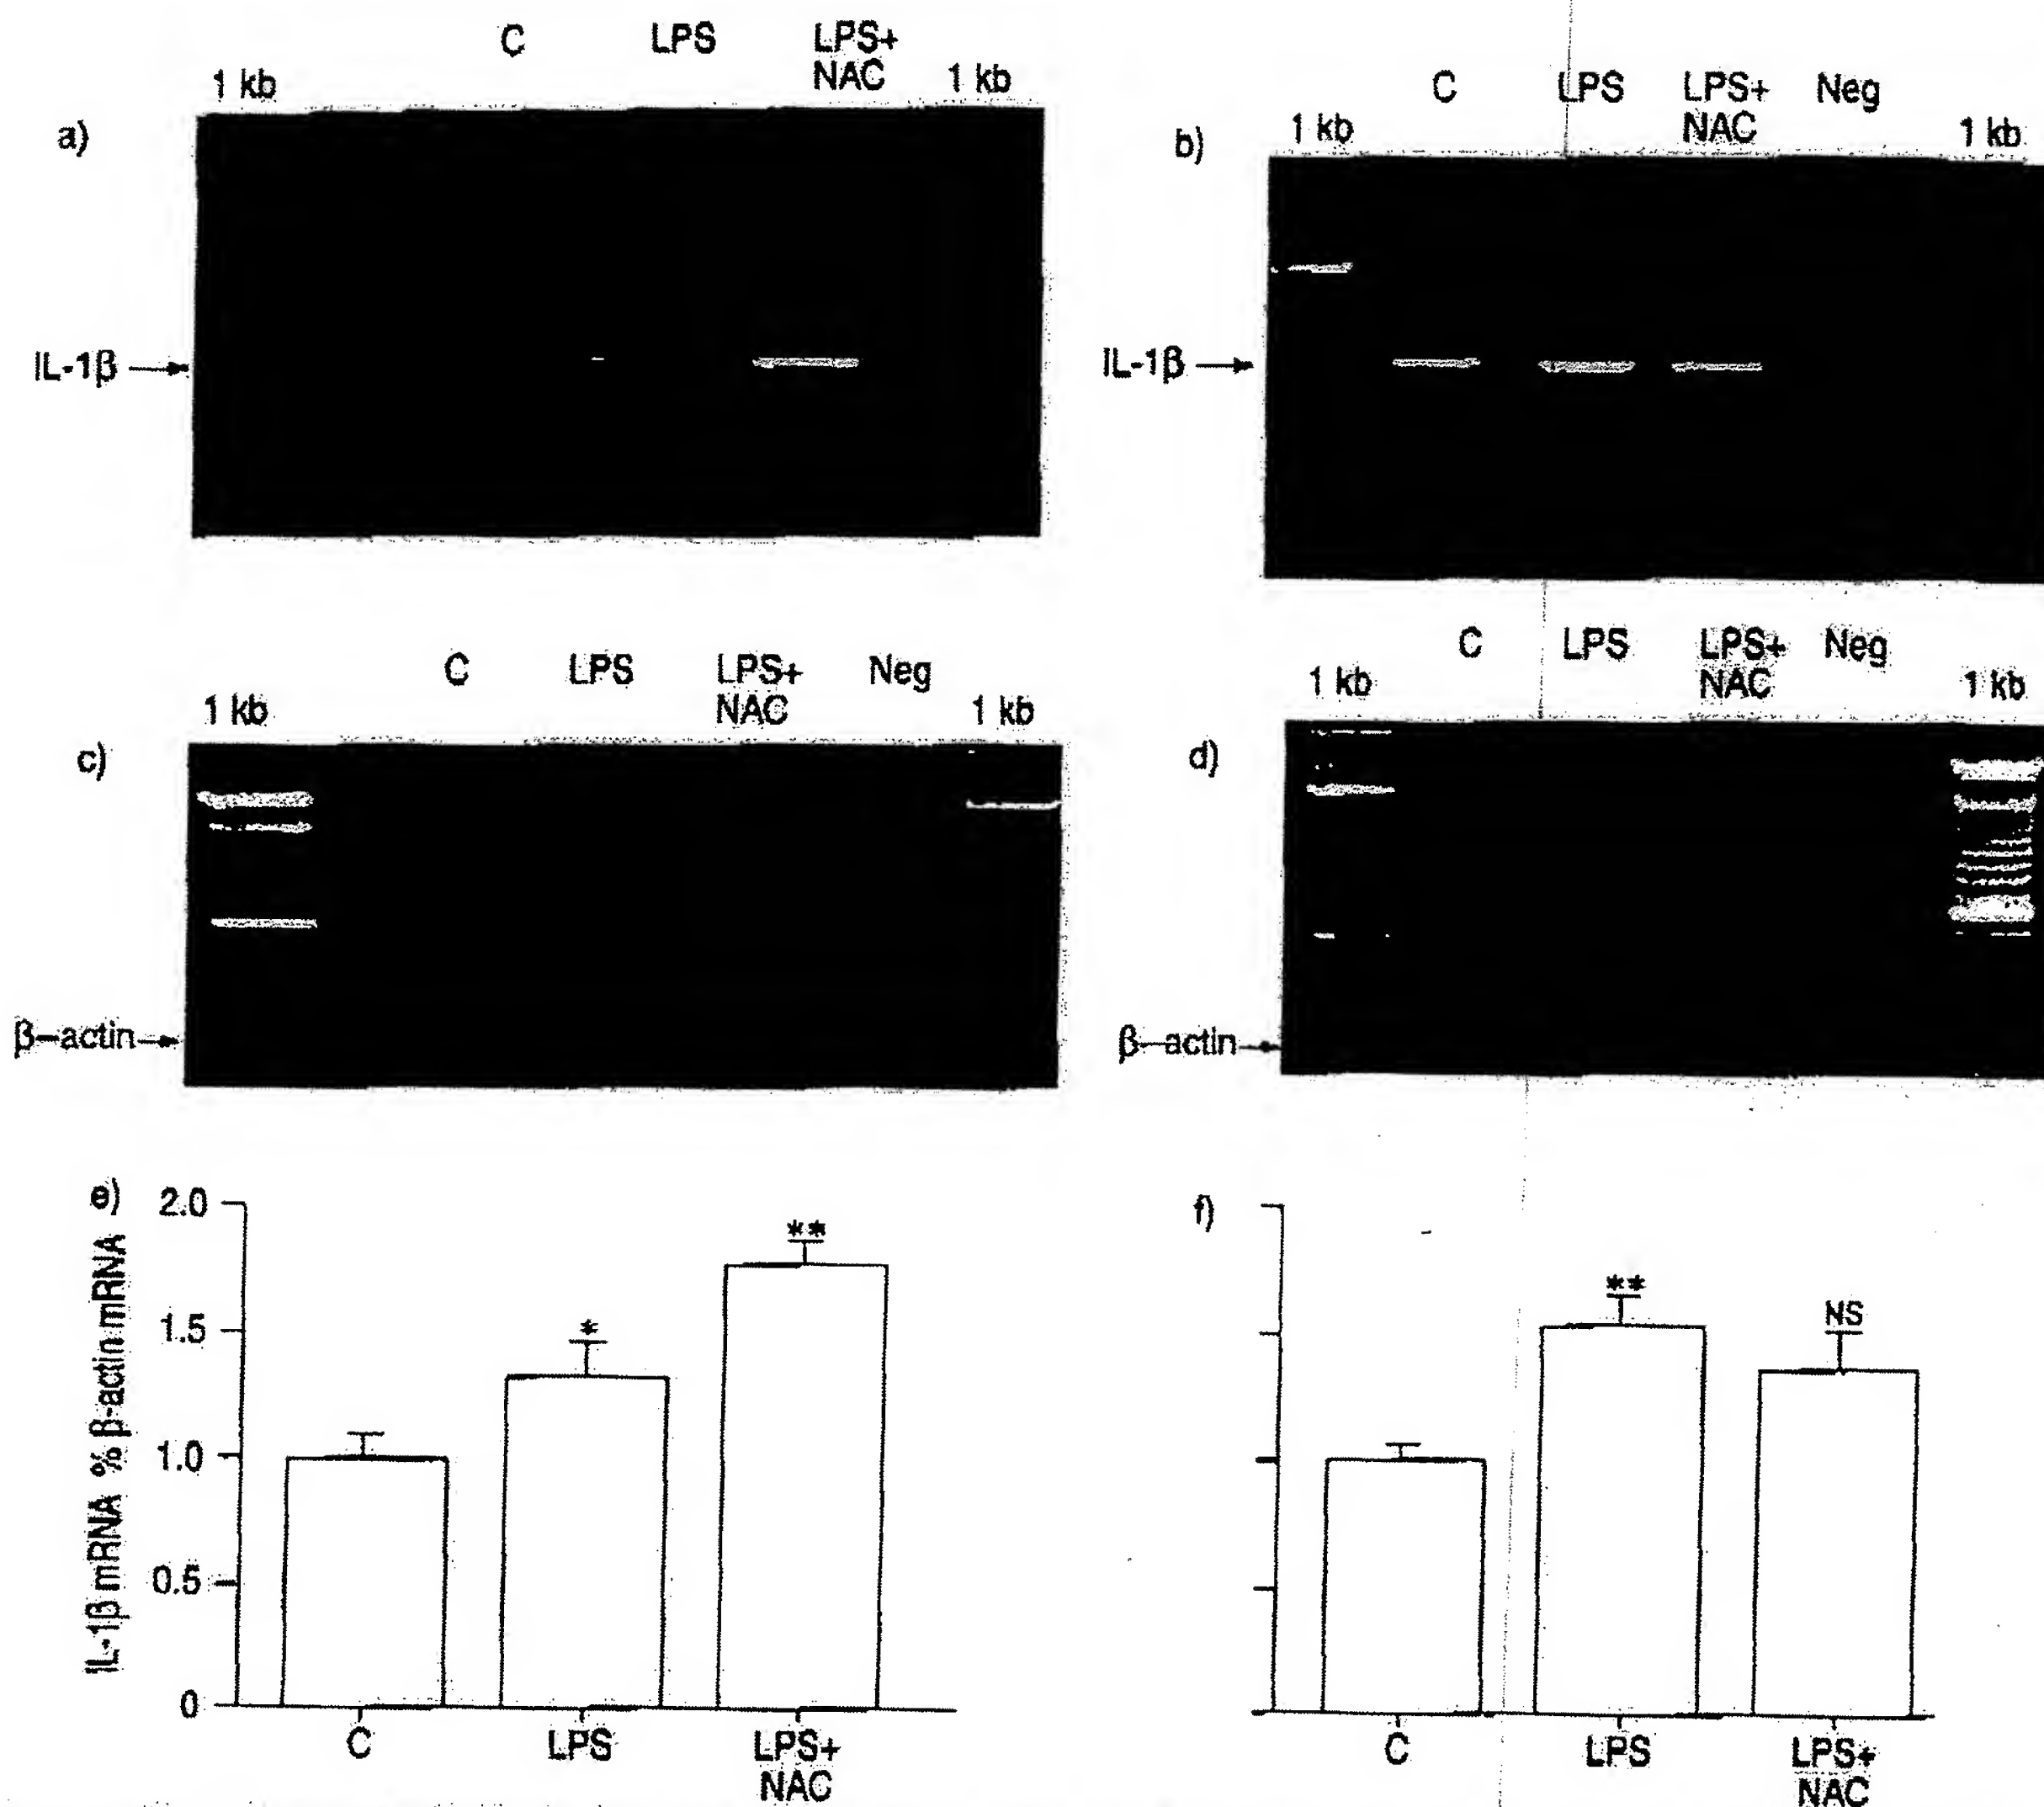 C LPS LPS+
NAC
1 kb 1 kb
a)
IL-1β
C LPS LPS+ Neg
NAC
1 kb 1 kb
b)
IL-1β
C LPS LPS+ Neg
NAC
1 kb 1 kb
c)
β–actin
C LPS LPS+ Neg
NAC
1 kb 1 kb
d)
β–actin
e)
IL-1β mRNA % β-actin mRNA
2.0
1.5
1.0
0.5
0
*
**
C LPS LPS+
NAC
f)
**
NS
C LPS LPS+
NAC